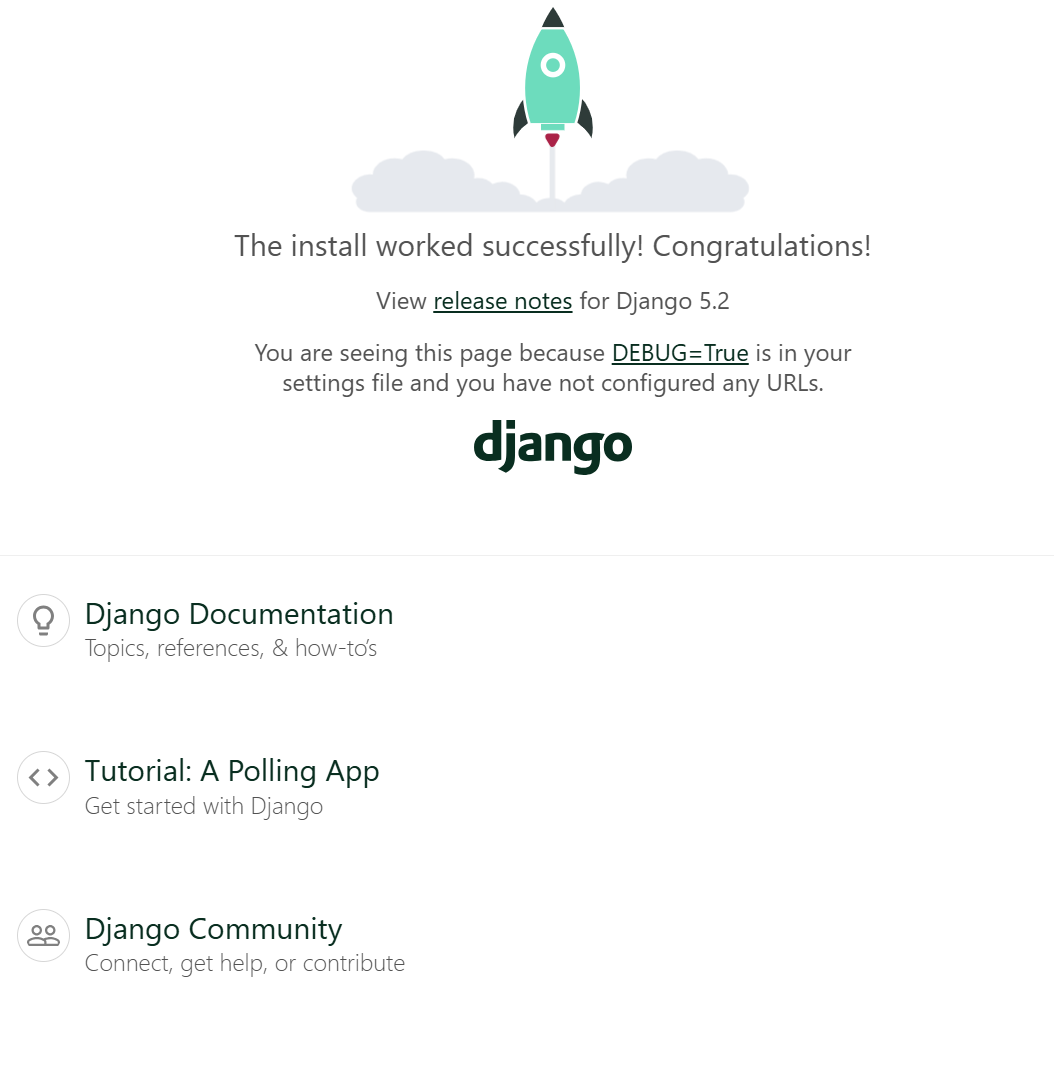 The install worked successfully! Congratulations!
View release notes for Django 5.2
You are seeing this page because DEBUG=True is in your
settings file and you have not configured any URLs.
django
Django Documentation
Topics, references, & how-to’s
Tutorial: A Polling App
Get started with Django
Django Community
Connect, get help, or contribute